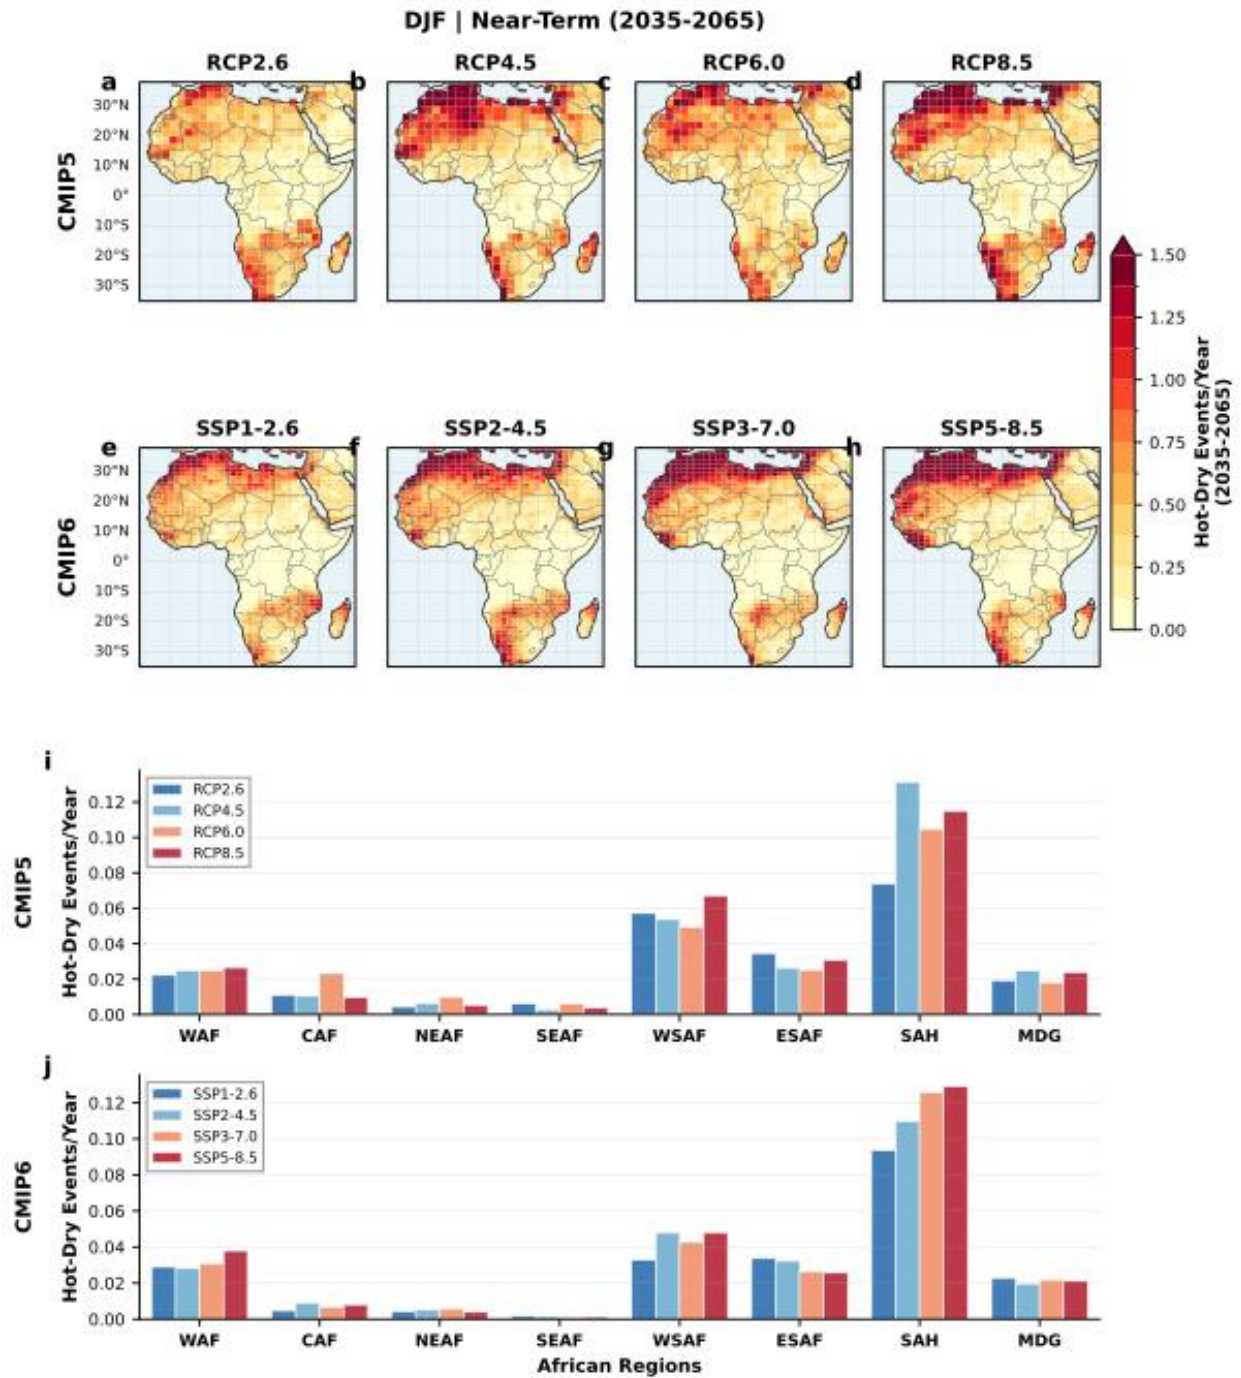 DJF | Near-Term (2035-2065)
RCP2.6 RCP4.5 RCP6.0 RCP8.5
a b c d
30°N
20°N
10°N
0°
10°S
20°S
30°S
CMIP5
1.50
1.25
1.00
0.75
0.50
0.25
0.00
Hot-Dry Events/Year
(2035-2065)
SSP1-2.6 SSP2-4.5 SSP3-7.0 SSP5-8.5
e f g h
30°N
20°N
10°N
0°
10°S
20°S
30°S
CMIP6
i
CMIP5
Hot-Dry Events/Year
0.12
0.10
0.08
0.06
0.04
0.02
0.00
RCP2.6
RCP4.5
RCP6.0
RCP8.5
WAF CAF NEAF SEAF WSAF ESAF SAH MDG
j
CMIP6
Hot-Dry Events/Year
0.12
0.10
0.08
0.06
0.04
0.02
0.00
SSP1-2.6
SSP2-4.5
SSP3-7.0
SSP5-8.5
WAF CAF NEAF SEAF WSAF ESAF SAH MDG
African Regions